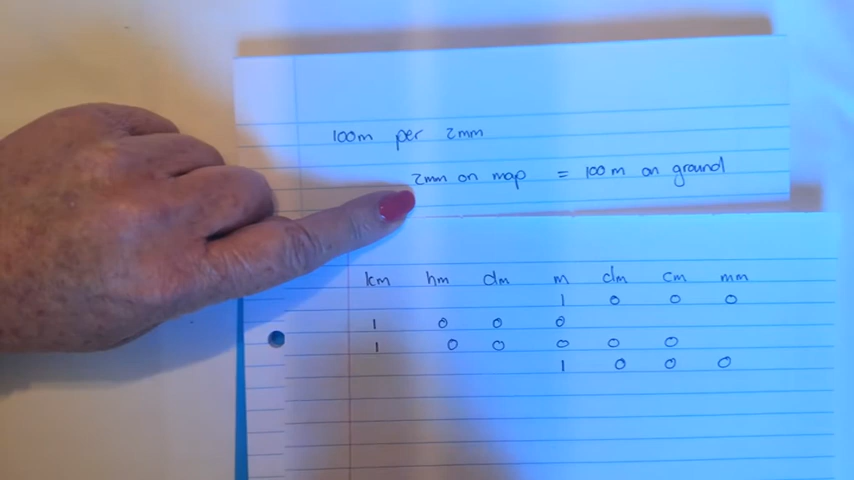 100m per 2mm
2mm on map = 100m on ground
km hm dm m dm cm mm
1 0 0 0
1 0 0 0
1 0 0 0 0 0
1 0 0 0